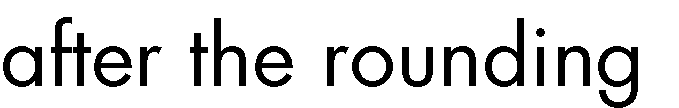 after the rounding